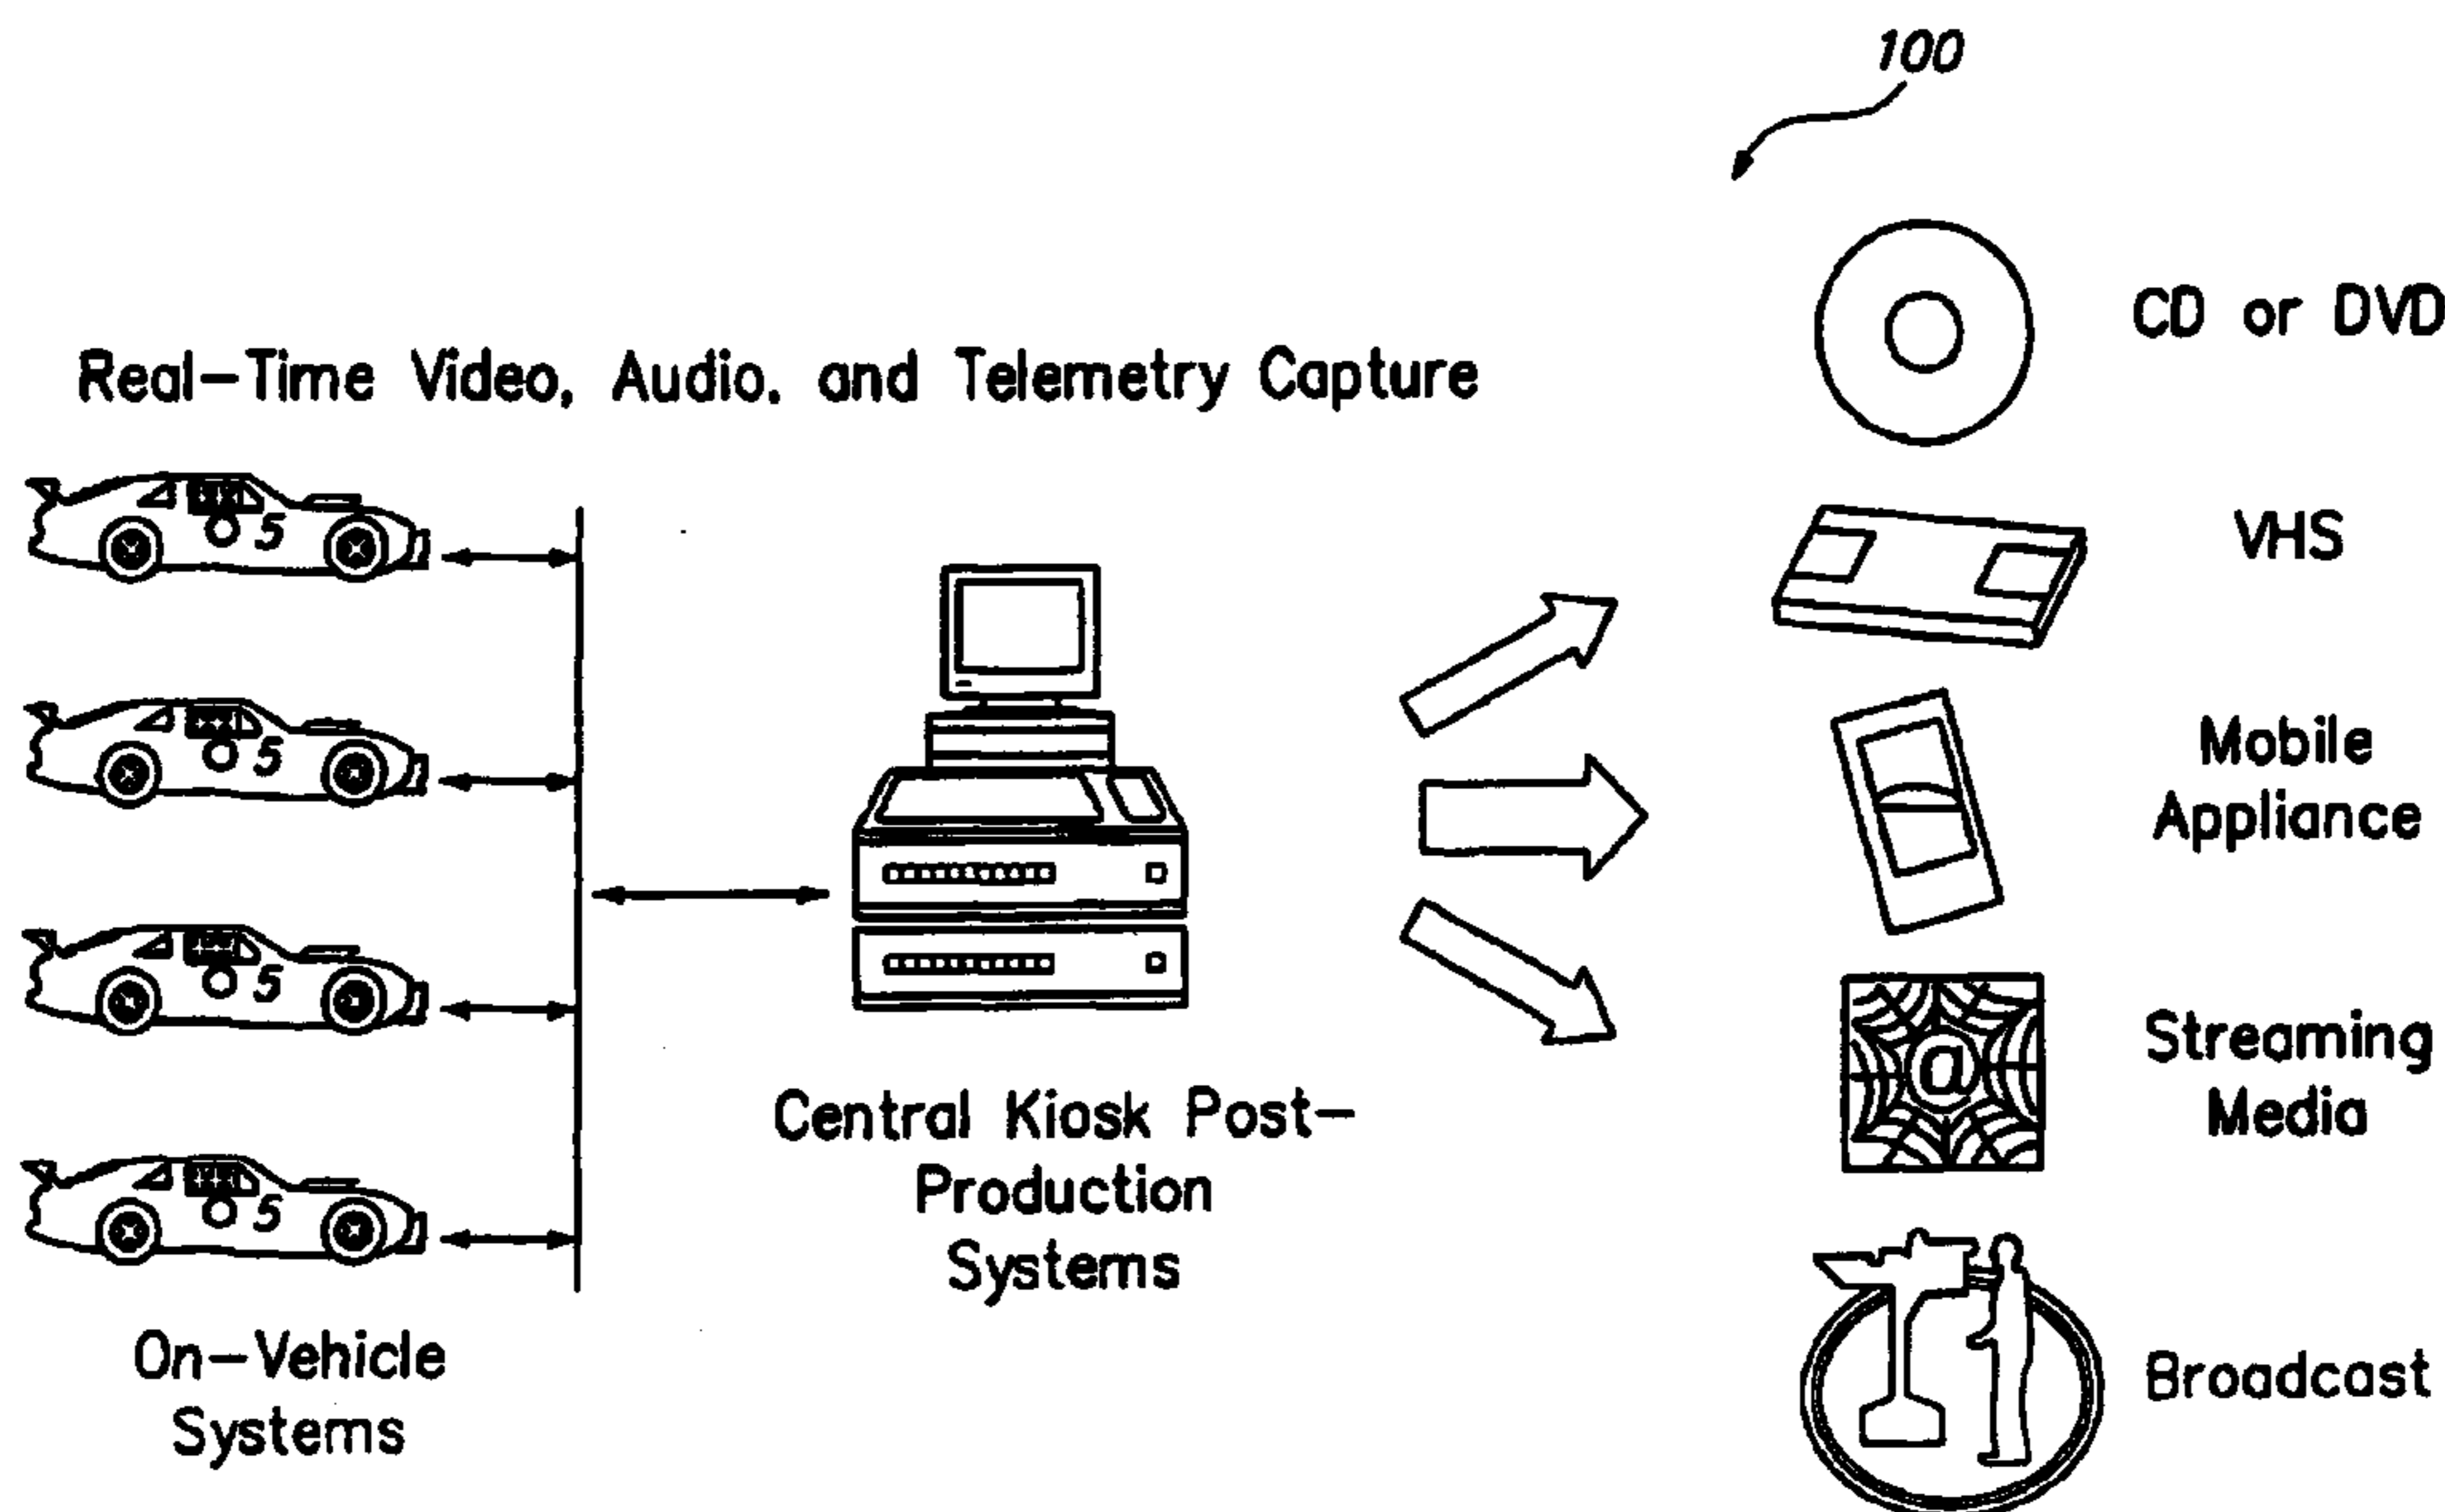 100
CD or DVD
Real-Time Video, Audio, and Telemetry Capture
VHS
5
5
5
5
Mobile
Appliance
@
Streaming
Media
Central Kiosk Post-
Production
Systems
On-Vehicle
Systems
Broadcast